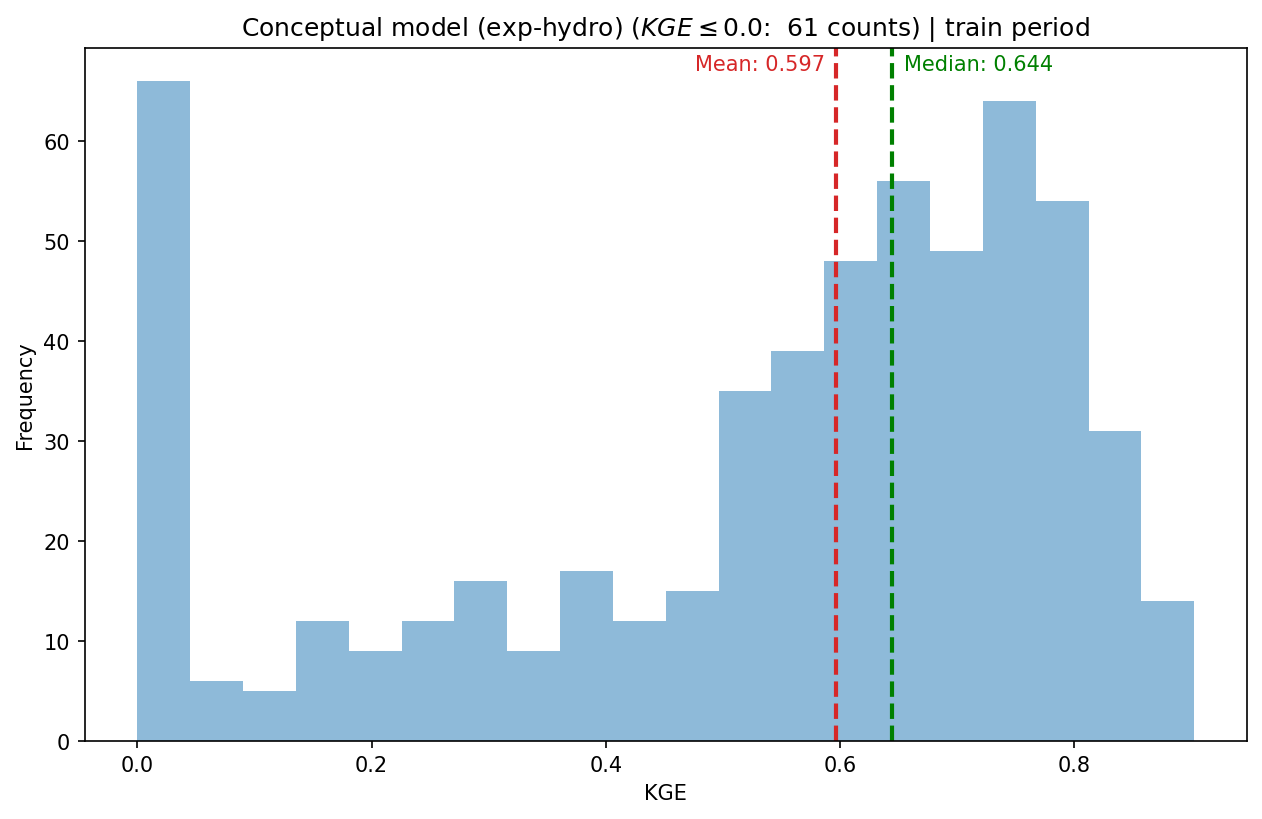 Conceptual model (exp-hydro) (KGE ≤ 0.0: 61 counts) | train period
Mean: 0.597
Median: 0.644
Frequency
60
50
40
30
20
10
0
0.0 0.2 0.4 0.6 0.8
KGE